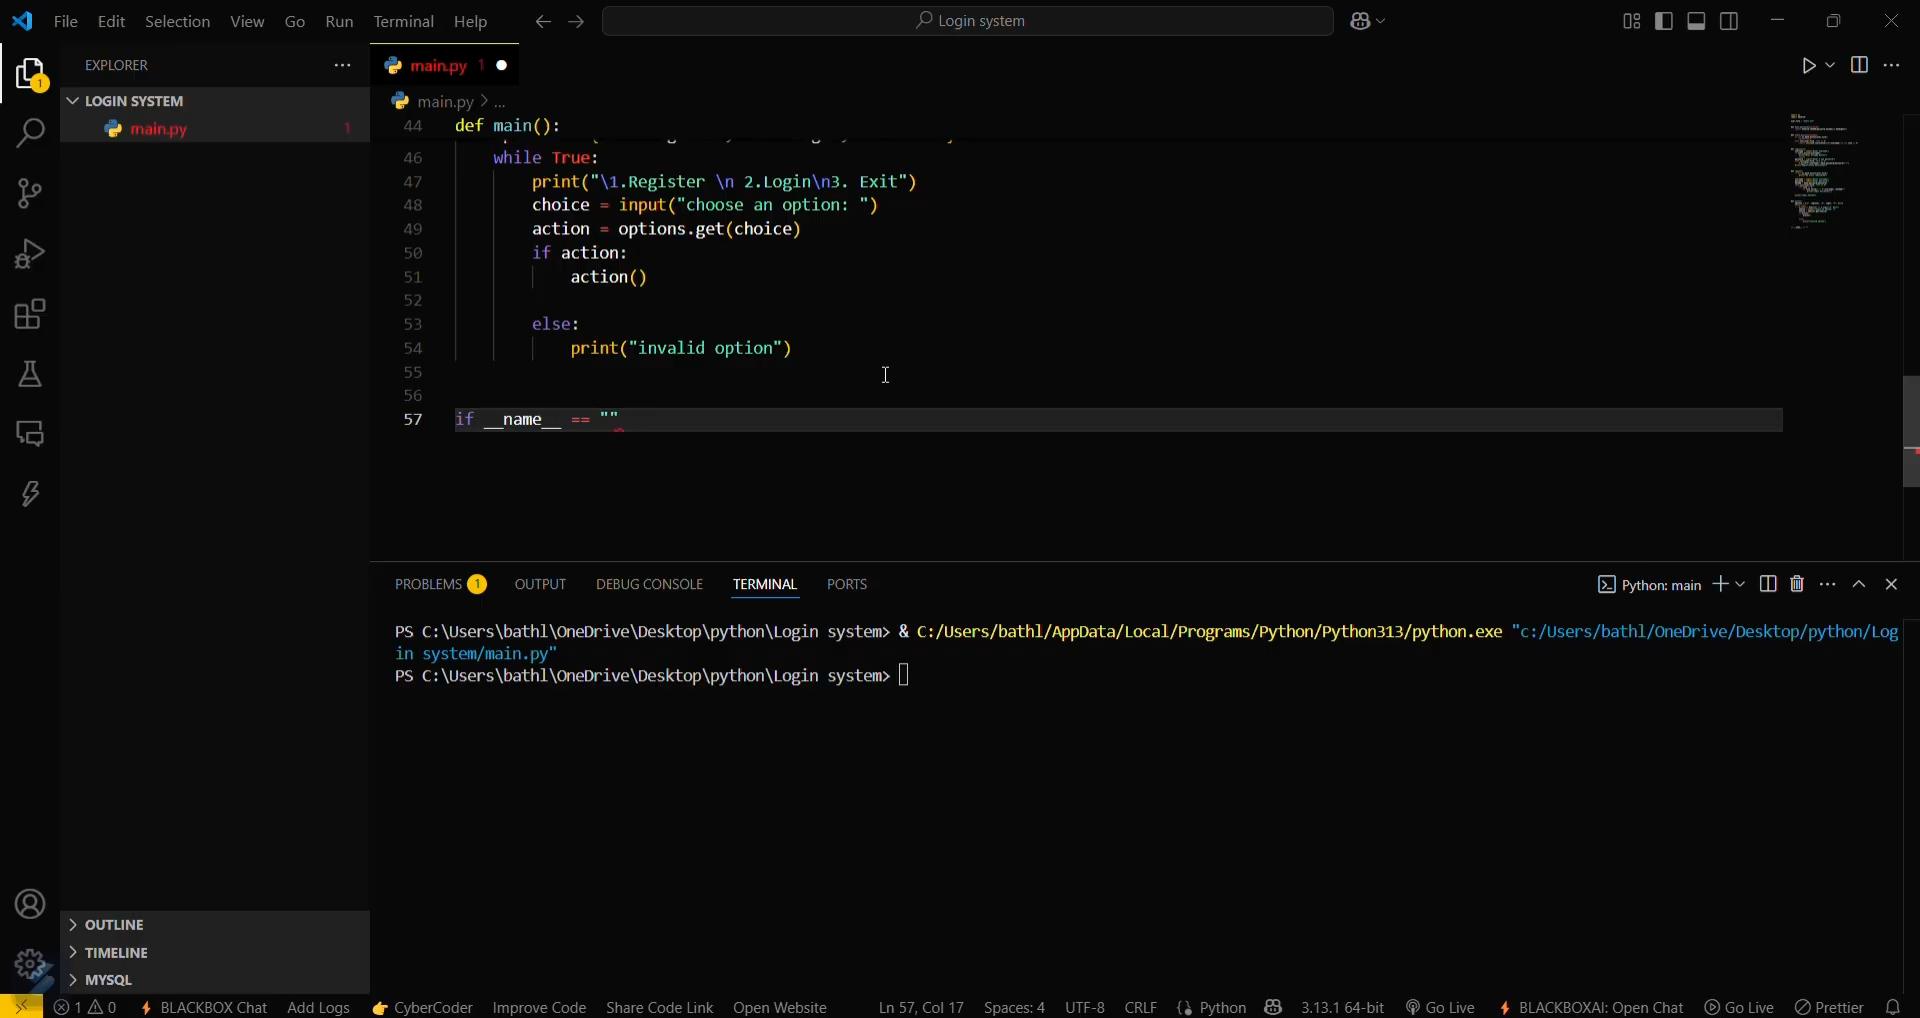 File Edit Selection View Go Run Terminal Help
Login system
EXPLORER
LOGIN SYSTEM
main.py 1
main.py 1
main.py > ...
44 def main():
46 while True:
47 print("\1.Register \n 2.Login\n3. Exit")
48 choice = input("choose an option: ")
49 action = options.get(choice)
50 if action:
51 action()
52
53 else:
54 print("invalid option")
55
56
57 if __name__ == ""
PROBLEMS 1 OUTPUT DEBUG CONSOLE TERMINAL PORTS
Python: main
PS C:\Users\bathl\OneDrive\Desktop\python\Login system> & C:/Users/bathl/AppData/Local/Programs/Python/Python313/python.exe "c:/Users/bathl/OneDrive/Desktop/python/Log
in system/main.py"
PS C:\Users\bathl\OneDrive\Desktop\python\Login system>
1
OUTLINE
TIMELINE
MYSQL
1 0 BLACKBOX Chat Add Logs CyberCoder Improve Code Share Code Link Open Website Ln 57, Col 17 Spaces: 4 UTF-8 CRLF {} Python 3.13.1 64-bit Go Live BLACKBOXAI: Open Chat Go Live Prettier